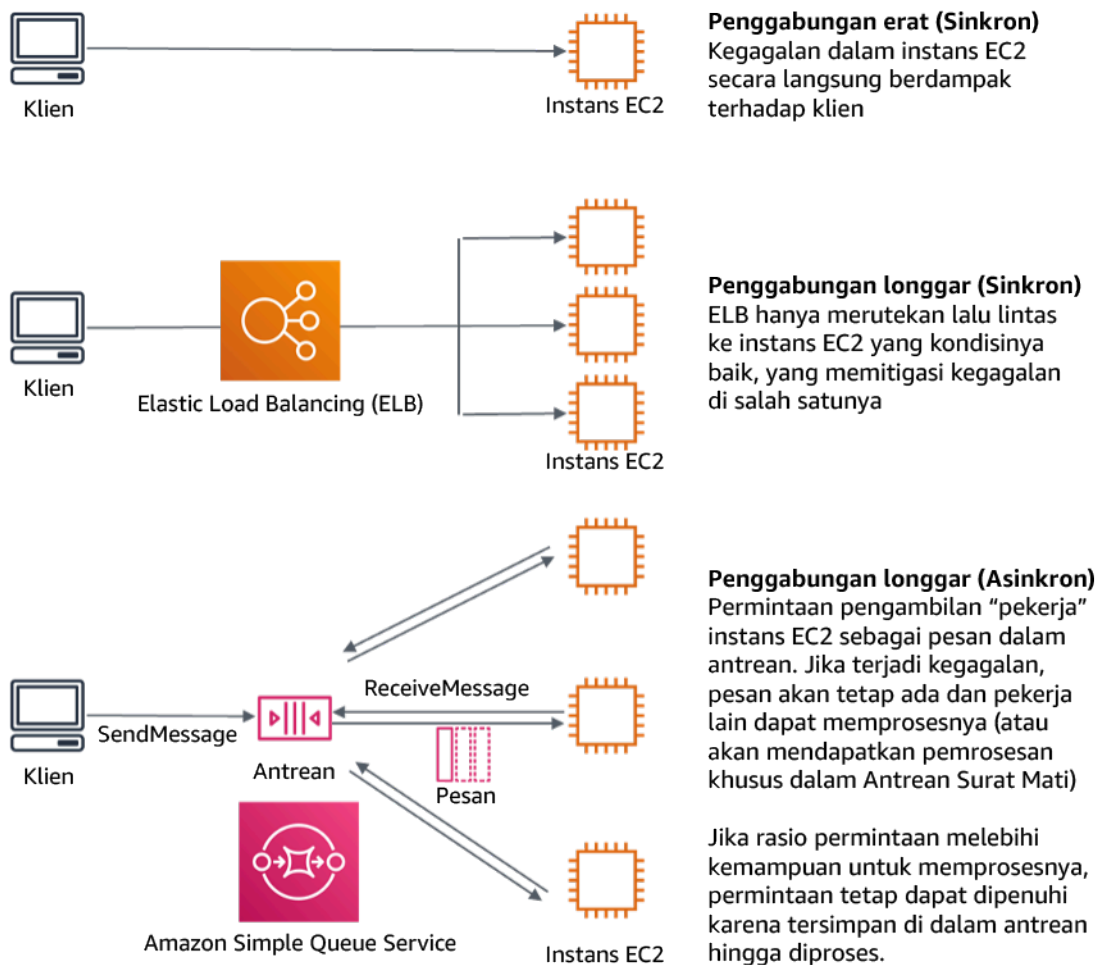 Klien
Instans EC2
Penggabungan erat (Sinkron)
Kegagalan dalam instans EC2
secara langsung berdampak
terhadap klien
Klien
Elastic Load Balancing (ELB)
Instans EC2
Penggabungan longgar (Sinkron)
ELB hanya merutekan lalu lintas
ke instans EC2 yang kondisinya
baik, yang memitigasi kegagalan
di salah satunya
Klien
SendMessage
Antrean
ReceiveMessage
Pesan
Amazon Simple Queue Service
Instans EC2
Penggabungan longgar (Asinkron)
Permintaan pengambilan “pekerja”
instans EC2 sebagai pesan dalam
antrean. Jika terjadi kegagalan,
pesan akan tetap ada dan pekerja
lain dapat memprosesnya (atau
akan mendapatkan pemrosesan
khusus dalam Antrean Surat Mati)
Jika rasio permintaan melebihi
kemampuan untuk memprosesnya,
permintaan tetap dapat dipenuhi
karena tersimpan di dalam antrean
hingga diproses.